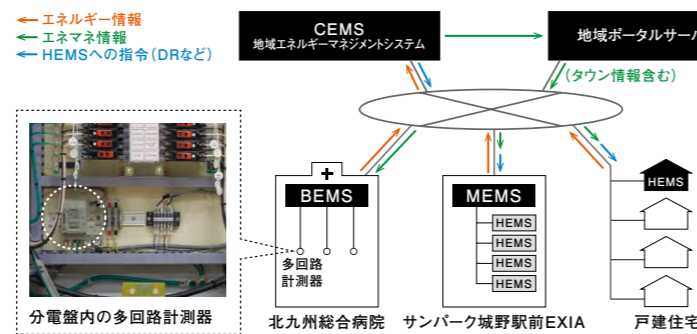 エネルギー情報
エネマネ情報
HEMSへの指令(DRなど)
CEMS
地域エネルギーマネジメントシステム
地域ポータルサーバ
(タウン情報含む)
BEMS
多回路
計測器
MEMS
HEMS
HEMS
HEMS
HEMS
HEMS
分電盤内の多回路計測器
北九州総合病院
サンパーク城野駅前EXIA
戸建住宅